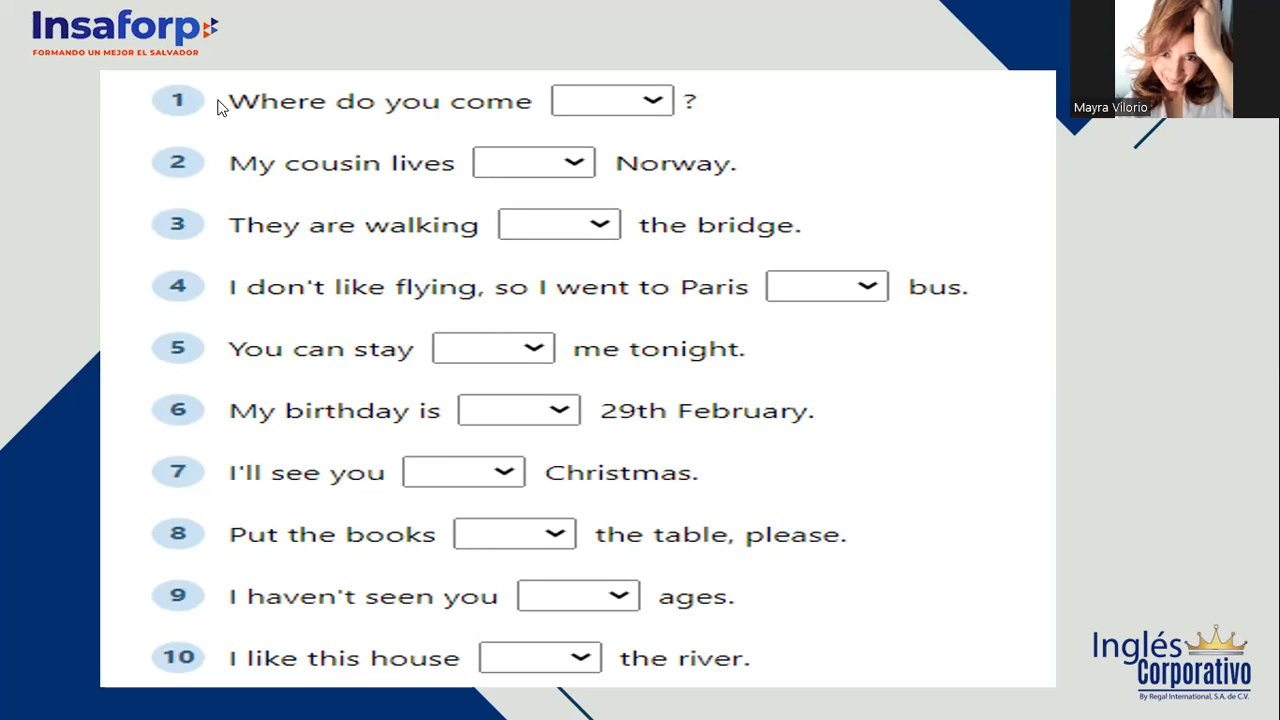 Insaforp
FORMANDO UN MEJOR EL SALVADOR
Mayra Vilorio
1 Where do you come ?
2 My cousin lives Norway.
3 They are walking the bridge.
4 I don't like flying, so I went to Paris bus.
5 You can stay me tonight.
6 My birthday is 29th February.
7 I'll see you Christmas.
8 Put the books the table, please.
9 I haven't seen you ages.
10 I like this house the river.
Inglés
Corporativo
By Regal International, S.A. de C.V.